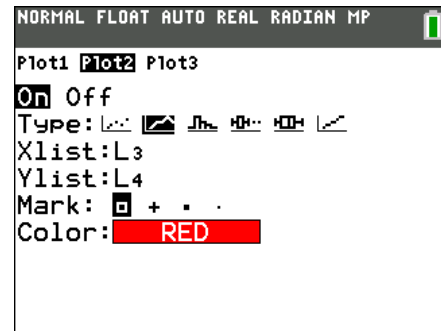 NORMAL FLOAT AUTO REAL RADIAN MP
Plot1 Plot2 Plot3
On Off
Type:
Xlist:L₃
Ylist:L₄
Mark: + · 
Color: RED